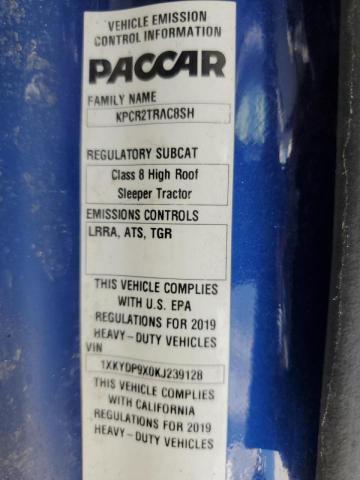 VEHICLE EMISSION
CONTROL INFORMATION
PACCAR
FAMILY NAME
KPCR2TRAC8SH
REGULATORY SUBCAT
Class 8 High Roof
Sleeper Tractor
EMISSIONS CONTROLS
LRRA, ATS, TGR
THIS VEHICLE COMPLIES
WITH U.S. EPA
REGULATIONS FOR 2019
HEAVY-DUTY VEHICLES
VIN
1XKYDP9X0KJ239128
THIS VEHICLE COMPLIES
WITH CALIFORNIA
REGULATIONS FOR 2019
HEAVY-DUTY VEHICLES